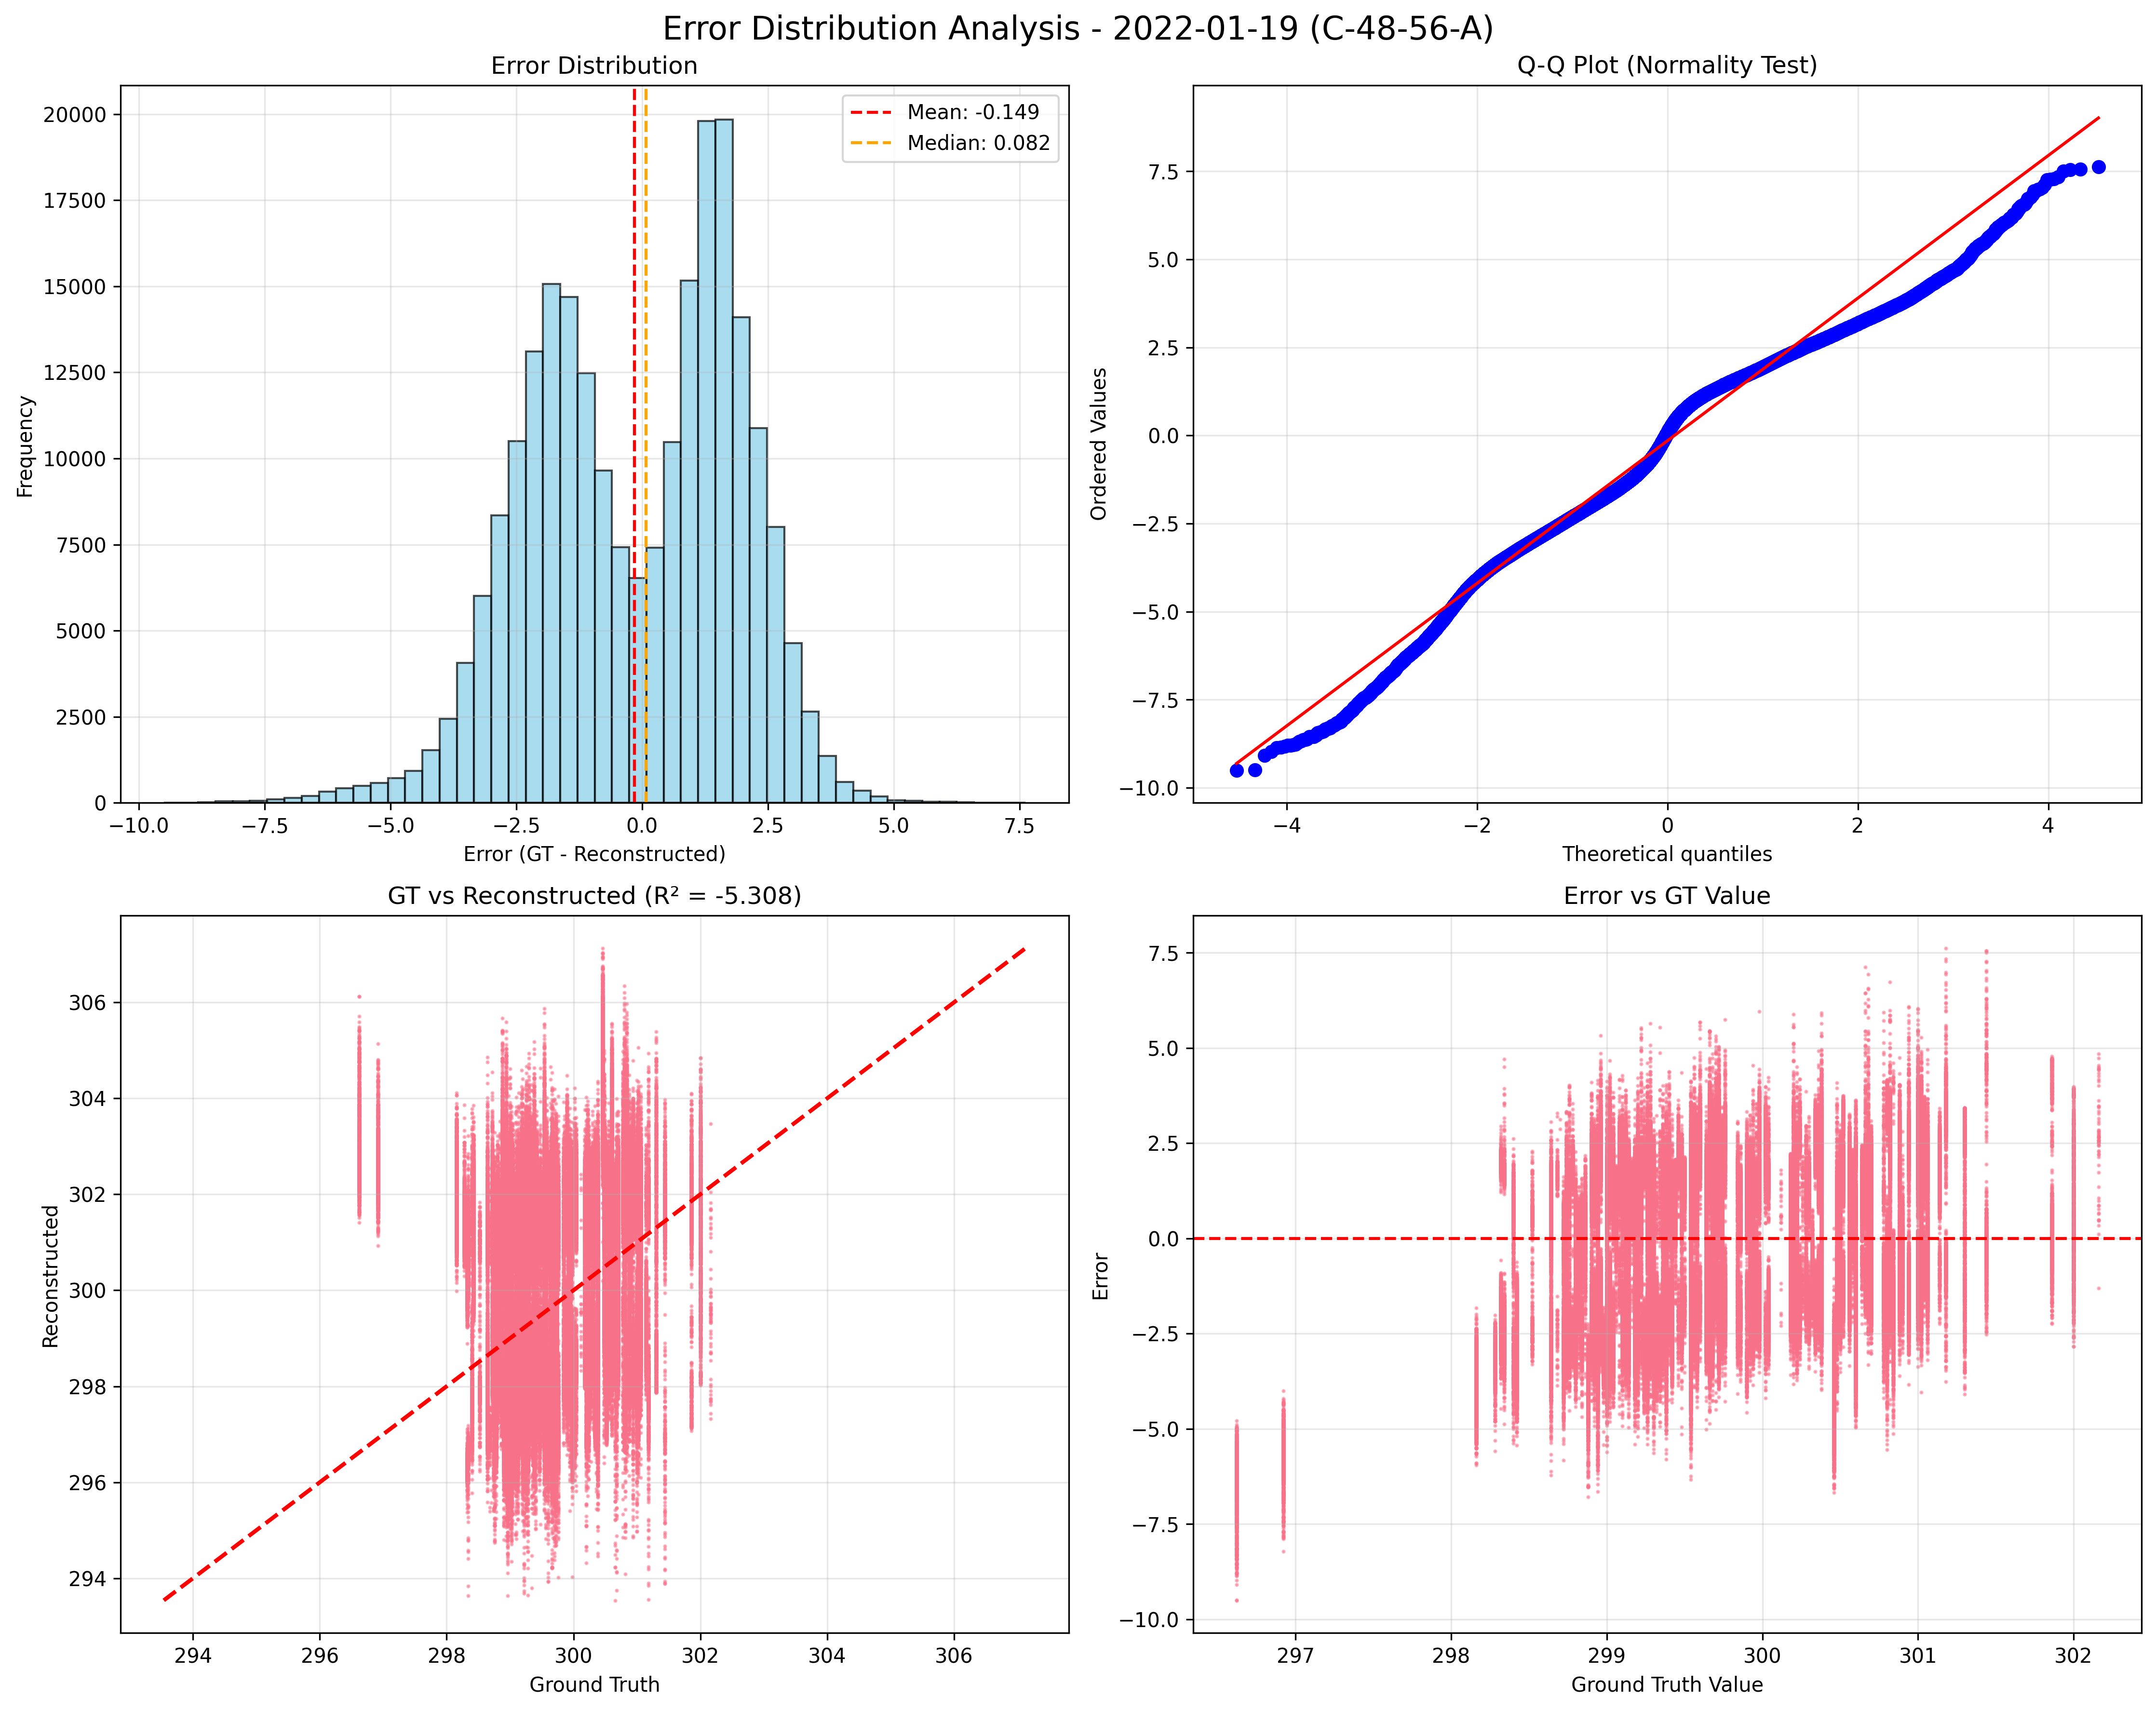 Error Distribution Analysis - 2022-01-19 (C-48-56-A)
Error Distribution
Mean: -0.149
Median: 0.082
20000
17500
15000
12500
10000
7500
5000
2500
0
Frequency
−10.0 −7.5 −5.0 −2.5 0.0 2.5 5.0 7.5
Error (GT - Reconstructed)
Q-Q Plot (Normality Test)
7.5
5.0
2.5
0.0
−2.5
−5.0
−7.5
−10.0
Ordered Values
−4 −2 0 2 4
Theoretical quantiles
GT vs Reconstructed (R² = -5.308)
306
304
302
300
298
296
294
Reconstructed
294 296 298 300 302 304 306
Ground Truth
Error vs GT Value
7.5
5.0
2.5
0.0
−2.5
−5.0
−7.5
−10.0
Error
297 298 299 300 301 302
Ground Truth Value